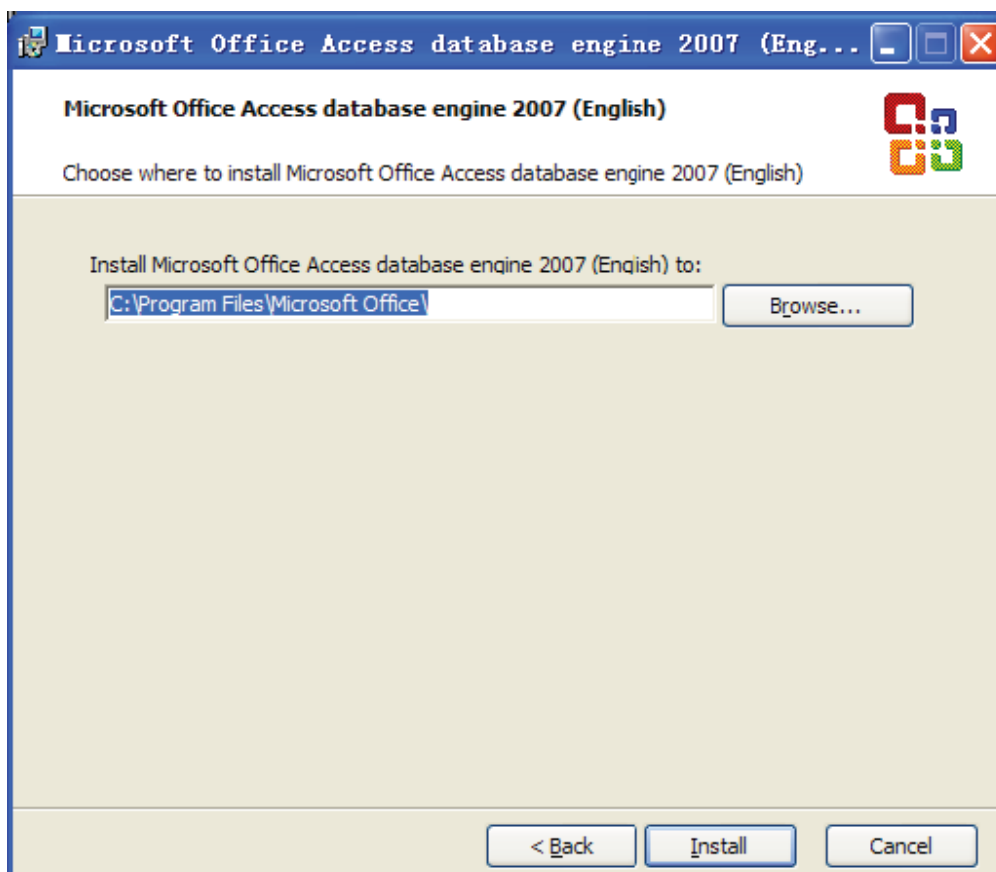 Microsoft Office Access database engine 2007 (Eng...
Microsoft Office Access database engine 2007 (English)
Choose where to install Microsoft Office Access database engine 2007 (English)
Install Microsoft Office Access database engine 2007 (Engish) to:
C:\Program Files\Microsoft Office\
Browse...
< Back
Install
Cancel